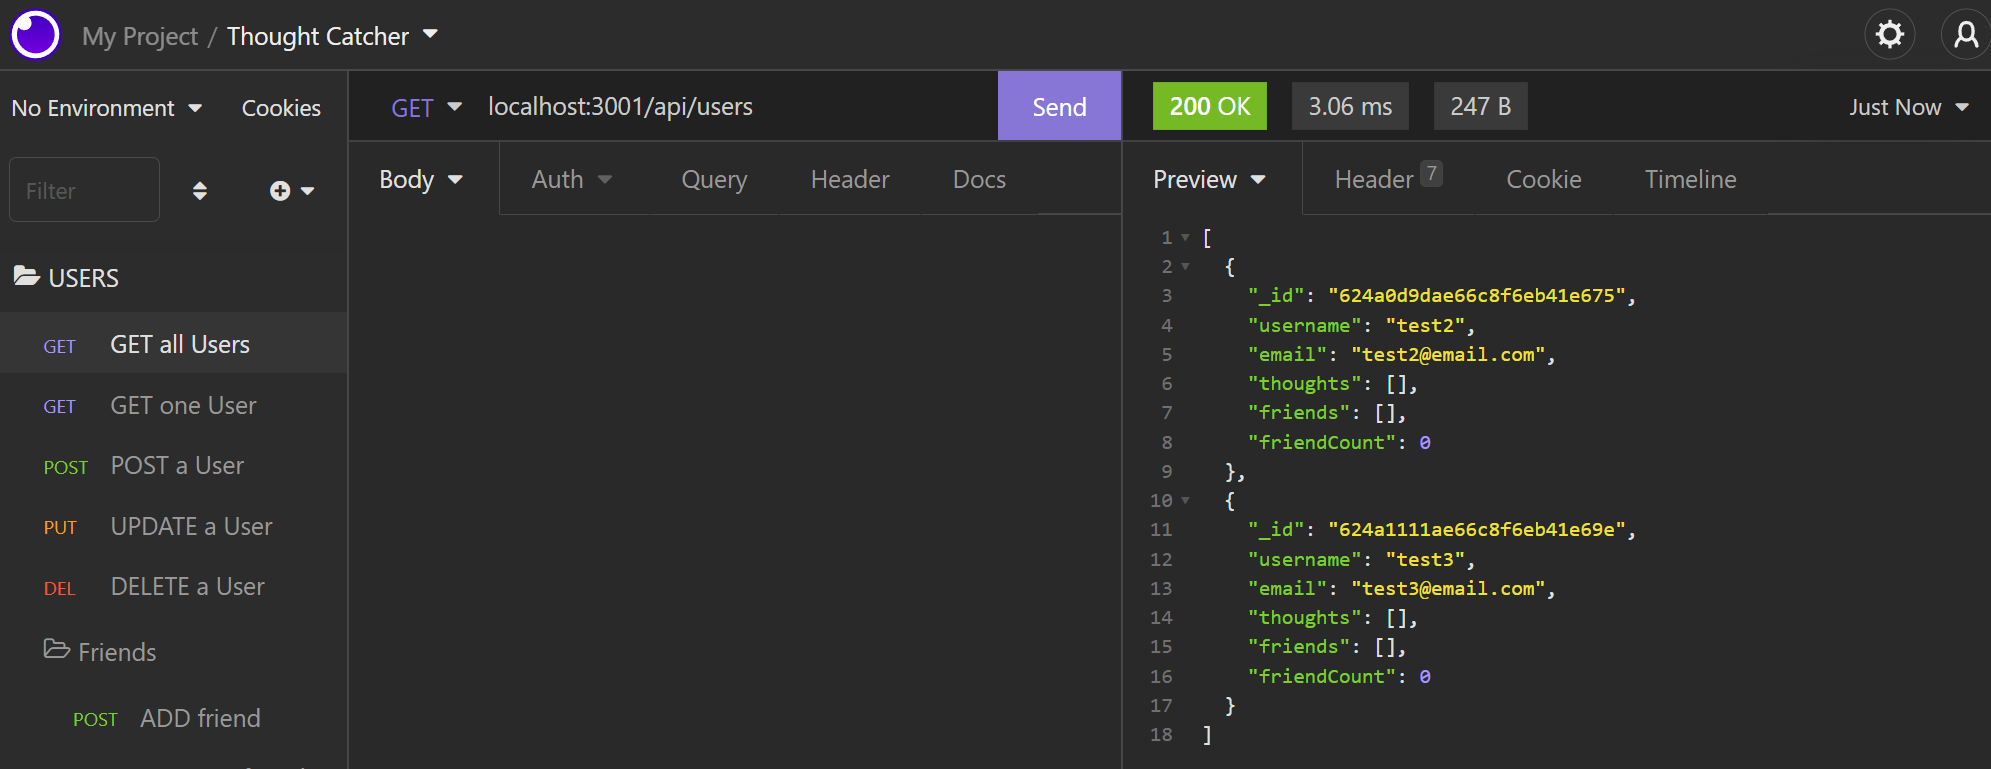 My Project / Thought Catcher
No Environment
Cookies
Filter
USERS
GET GET all Users
GET GET one User
POST POST a User
PUT UPDATE a User
DEL DELETE a User
Friends
POST ADD friend
GET localhost:3001/api/users Send
Body Auth Query Header Docs
200 OK 3.06 ms 247 B Just Now
Preview Header 7 Cookie Timeline
1 [
2 {
3 "_id": "624a0d9dae66c8f6eb41e675",
4 "username": "test2",
5 "email": "test2@email.com",
6 "thoughts": [],
7 "friends": [],
8 "friendCount": 0
9 },
10 {
11 "_id": "624a1111ae66c8f6eb41e69e",
12 "username": "test3",
13 "email": "test3@email.com",
14 "thoughts": [],
15 "friends": [],
16 "friendCount": 0
17 }
18 ]